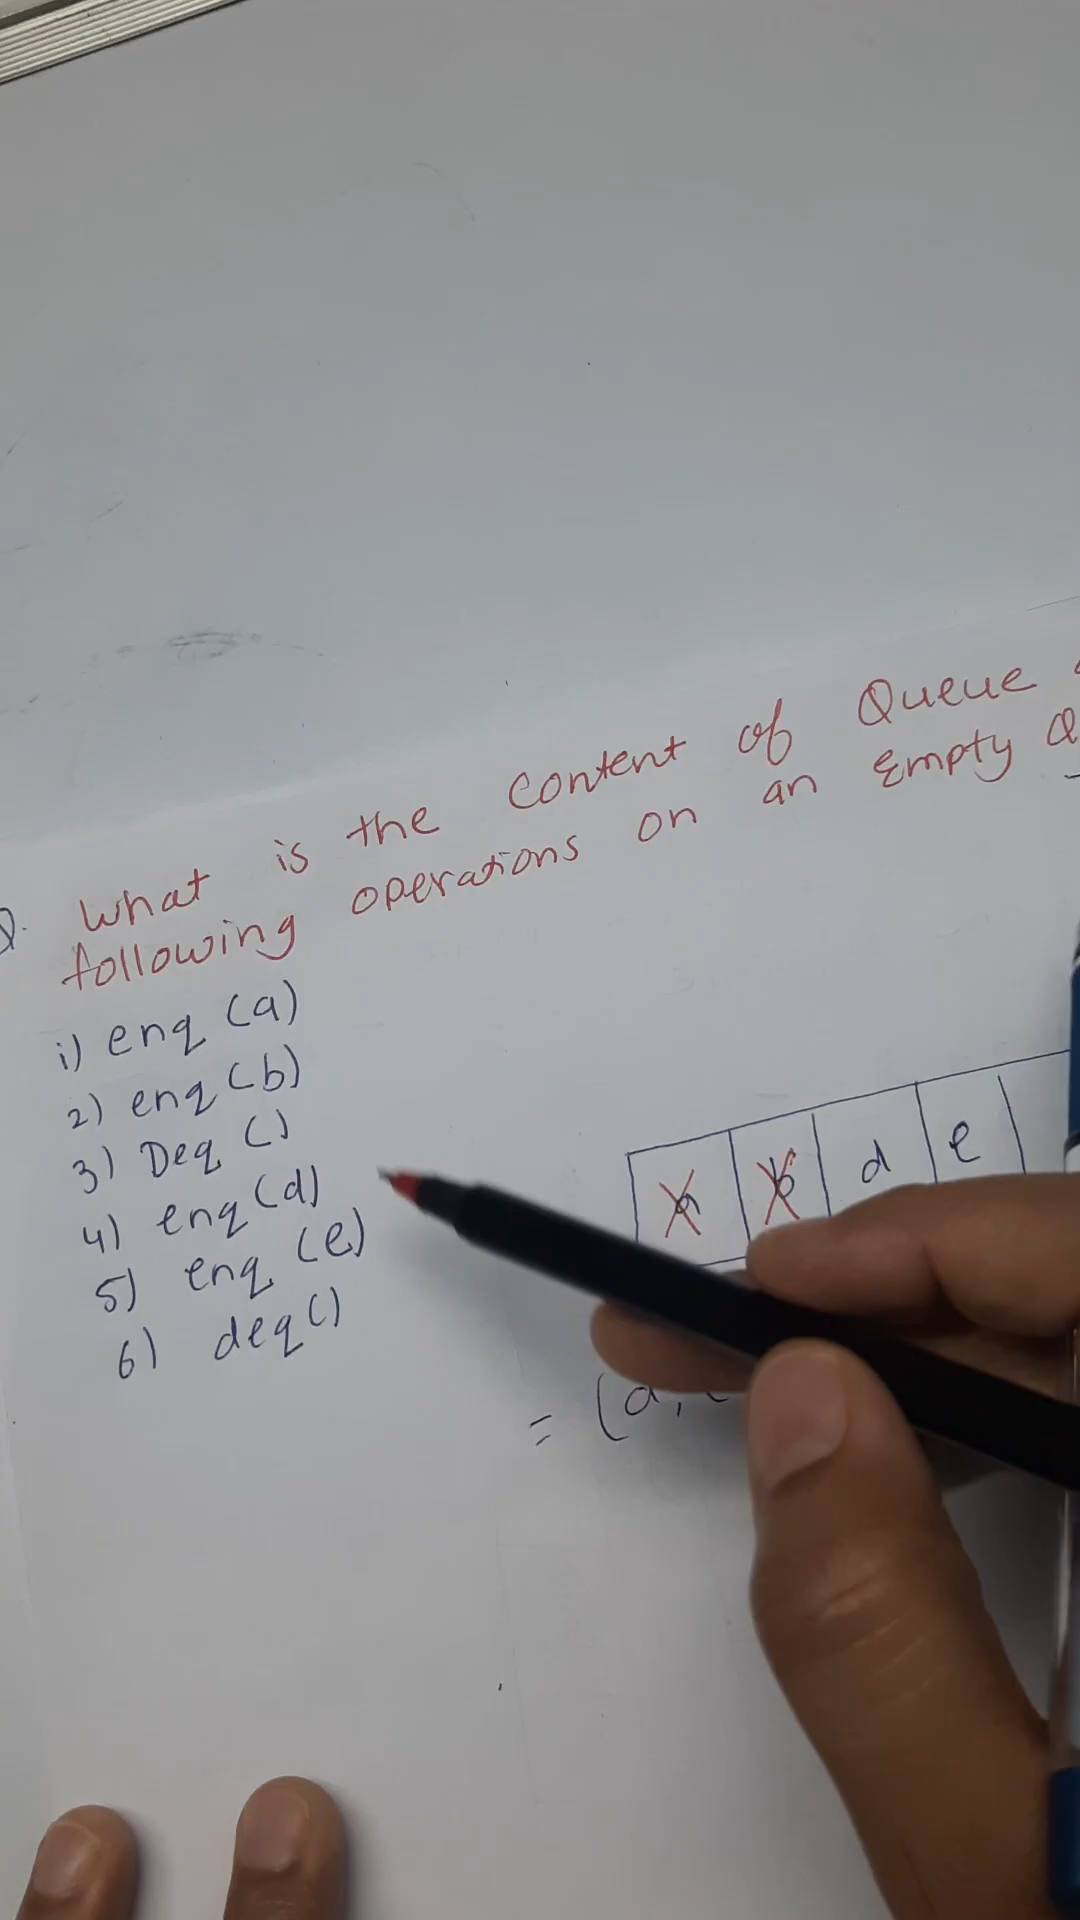 Q. What is the Content of Queue
following operations on an Empty Q
i) enq (a)
2) enq (b)
3) Deq ()
4) enq (d)
5) enq (e)
6) deq ()
a b d e
= (d,